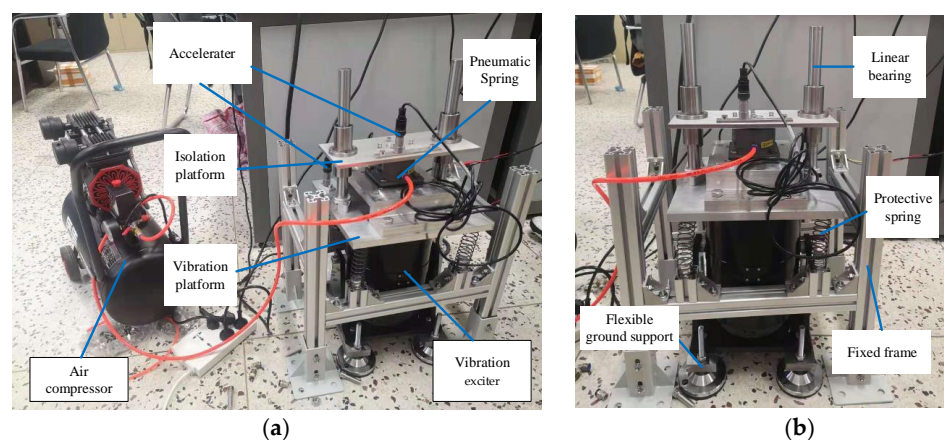 Accelerater
Pneumatic
Spring
Isolation
platform
Vibration
platform
Air
compressor
Vibration
exciter
(a)
Linear
bearing
Protective
spring
Flexible
ground support
Fixed frame
(b)